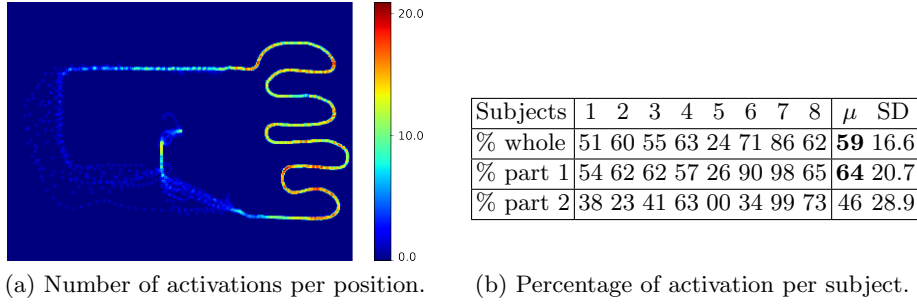 20.0
10.0
0.0
(a) Number of activations per position.
Subjects 1 2 3 4 5 6 7 8 μ SD
% whole 51 60 55 63 24 71 86 62 59 16.6
% part 1 54 62 62 57 26 90 98 65 64 20.7
% part 2 38 23 41 63 00 34 99 73 46 28.9
(b) Percentage of activation per subject.